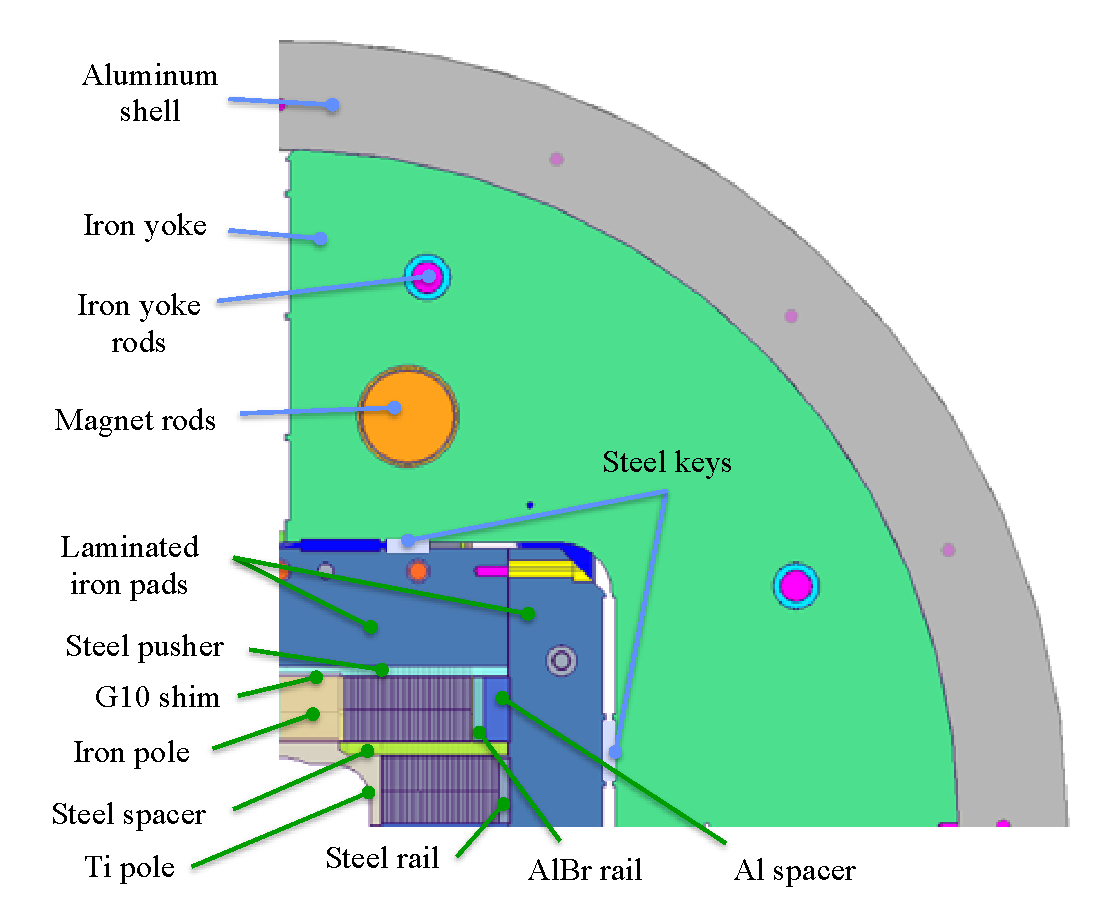 Aluminum
shell
Iron yoke
Iron yoke
rods
Magnet rods
Steel keys
Laminated
iron pads
Steel pusher
G10 shim
Iron pole
Steel spacer
Ti pole
Steel rail
AlBr rail
Al spacer